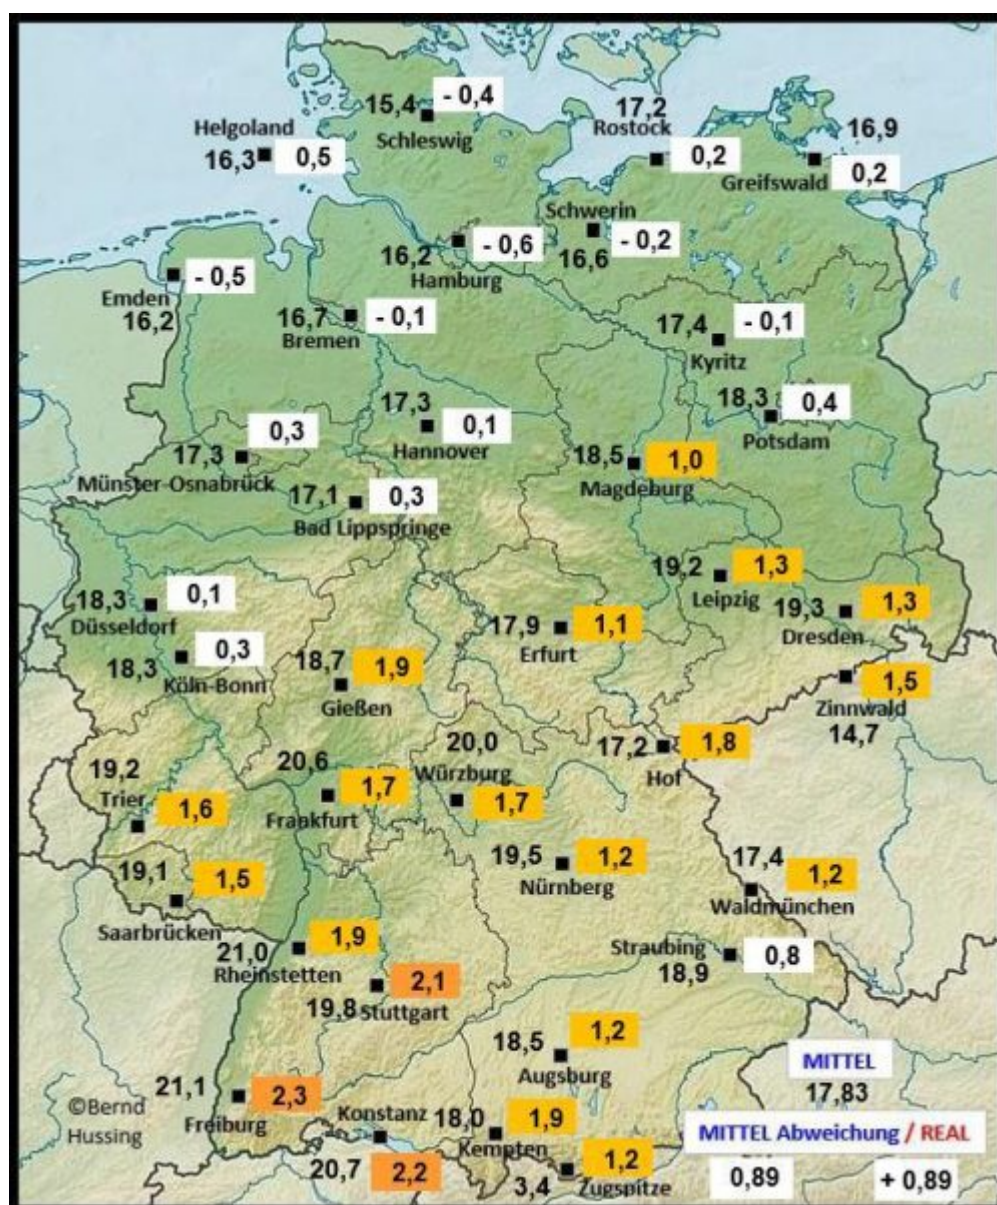 15,4 - 0,4
Schleswig
Helgoland
16,3 0,5
17,2
Rostock
0,2
16,9
Greifswald 0,2
Schwerin
16,6 - 0,2
16,2 - 0,6
Hamburg
- 0,5
Emden
16,2
16,7 - 0,1
Bremen
17,4 - 0,1
Kyritz
18,3 0,4
Potsdam
17,3
Hannover 0,1
0,3
17,3
Münster-Osnabrück
18,5 1,0
Magdeburg
17,1 0,3
Bad Lippspringe
19,2 1,3
Leipzig
19,3 1,3
Dresden
18,3 0,1
Düsseldorf
17,9 1,1
Erfurt
18,3 0,3
Köln-Bonn
18,7 1,9
Gießen
1,5
Zinnwald
14,7
17,2 1,8
Hof
20,0
Würzburg
1,7
20,6
1,7
Frankfurt
19,2
Trier
1,6
19,5 1,2
Nürnberg
17,4 1,2
Waldmünchen
19,1 1,5
Saarbrücken
21,0 1,9
Rheinstetten
Straubing
18,9 0,8
2,1
19,8 Stuttgart
18,5 1,2
Augsburg
MITTEL
17,83
21,1 2,3
Freiburg
©Bernd
Hussing
Konstanz
20,7 2,2
18,0 1,9
Kempten
1,2
3,4 Zugspitze
MITTEL Abweichung / REAL
0,89 + 0,89